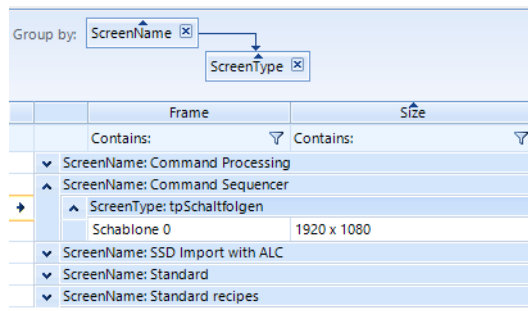 Group by: ScreenName
ScreenType
Frame Size
Contains: Contains:
ScreenName: Command Processing
ScreenName: Command Sequencer
ScreenType: tpSchaltfolgen
Schablone 0 1920 x 1080
ScreenName: SSD Import with ALC
ScreenName: Standard
ScreenName: Standard recipes